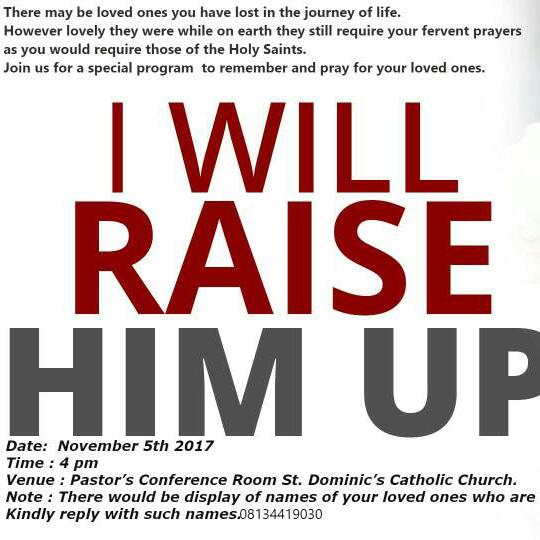 There may be loved ones you have lost in the journey of life.
However lovely they were while on earth they still require your fervent prayers
as you would require those of the Holy Saints.
Join us for a special program to remember and pray for your loved ones.
I WILL
RAISE
HIM UP
Date: November 5th 2017
Time : 4 pm
Venue : Pastor’s Conference Room St. Dominic’s Catholic Church.
Note : There would be display of names of your loved ones who are
Kindly reply with such names.08134419030